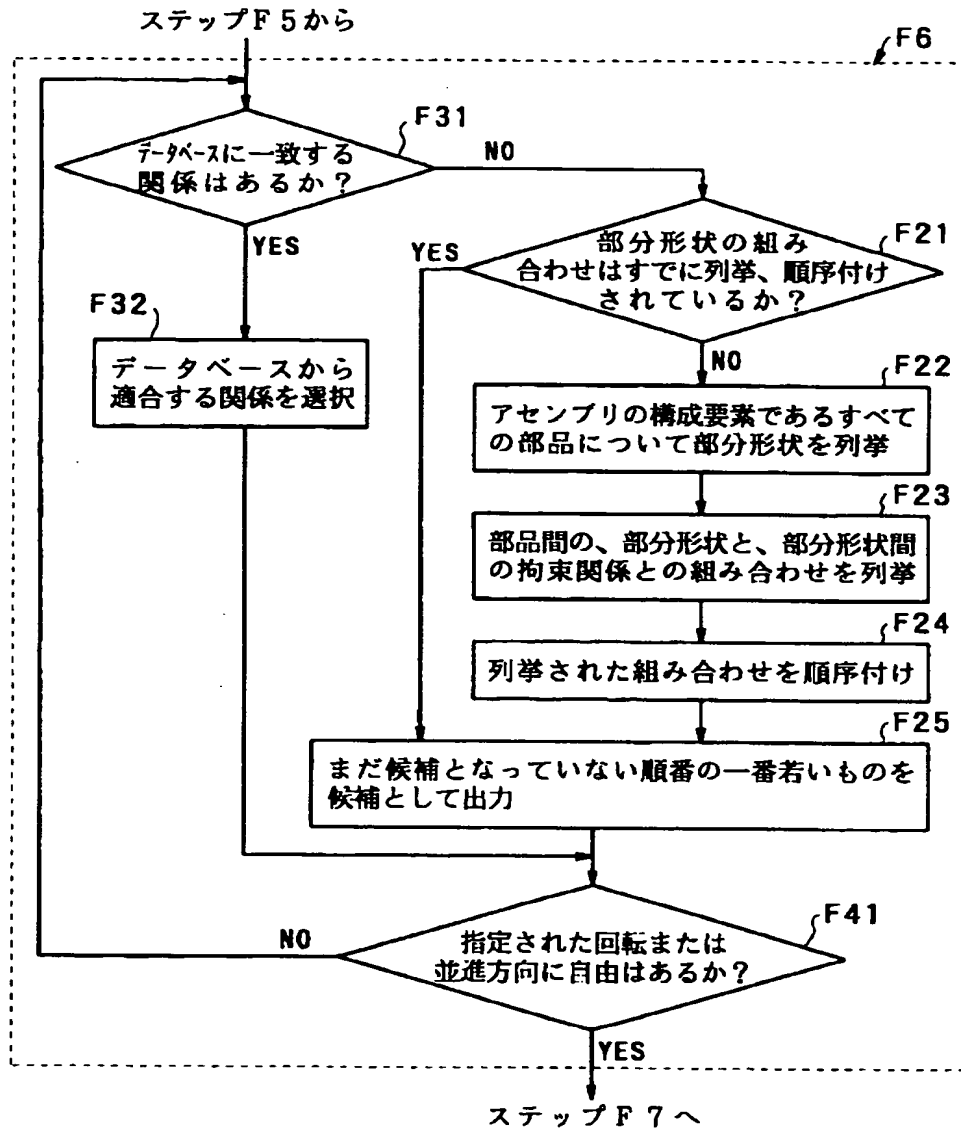 ステップF5から
F6
F31
データベースに一致する
関係はあるか?
NO
YES
F21
部分形状の組み
合わせはすでに列挙、順序付け
されているか?
YES
NO
F32
データベースから
適合する関係を選択
F22
アセンブリの構成要素であるすべて
の部品について部分形状を列挙
F23
部品間の、部分形状と、部分形状間
の拘束関係との組み合わせを列挙
F24
列挙された組み合わせを順序付け
F25
まだ候補となっていない順番の一番若いものを
候補として出力
F41
指定された回転または
並進方向に自由はあるか?
NO
YES
ステップF7へ